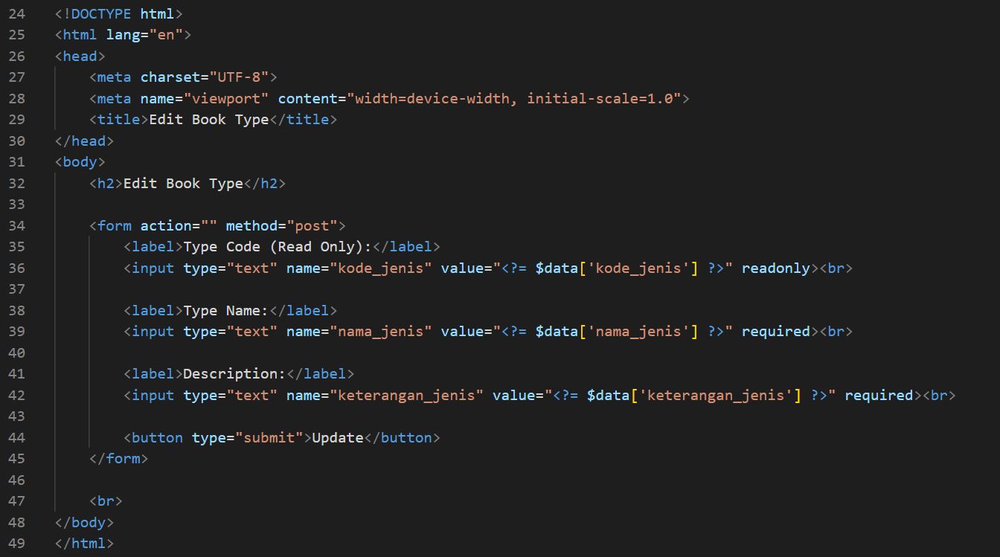 24 <!DOCTYPE html>
25 <html lang="en">
26 <head>
27     <meta charset="UTF-8">
28     <meta name="viewport" content="width=device-width, initial-scale=1.0">
29     <title>Edit Book Type</title>
30 </head>
31 <body>
32     <h2>Edit Book Type</h2>
33
34     <form action="" method="post">
35         <label>Type Code (Read Only):</label>
36         <input type="text" name="kode_jenis" value="<?= $data['kode_jenis'] ?>" readonly><br>
37
38         <label>Type Name:</label>
39         <input type="text" name="nama_jenis" value="<?= $data['nama_jenis'] ?>" required><br>
40
41         <label>Description:</label>
42         <input type="text" name="keterangan_jenis" value="<?= $data['keterangan_jenis'] ?>" required><br>
43
44         <button type="submit">Update</button>
45     </form>
46
47     <br>
48 </body>
49 </html>